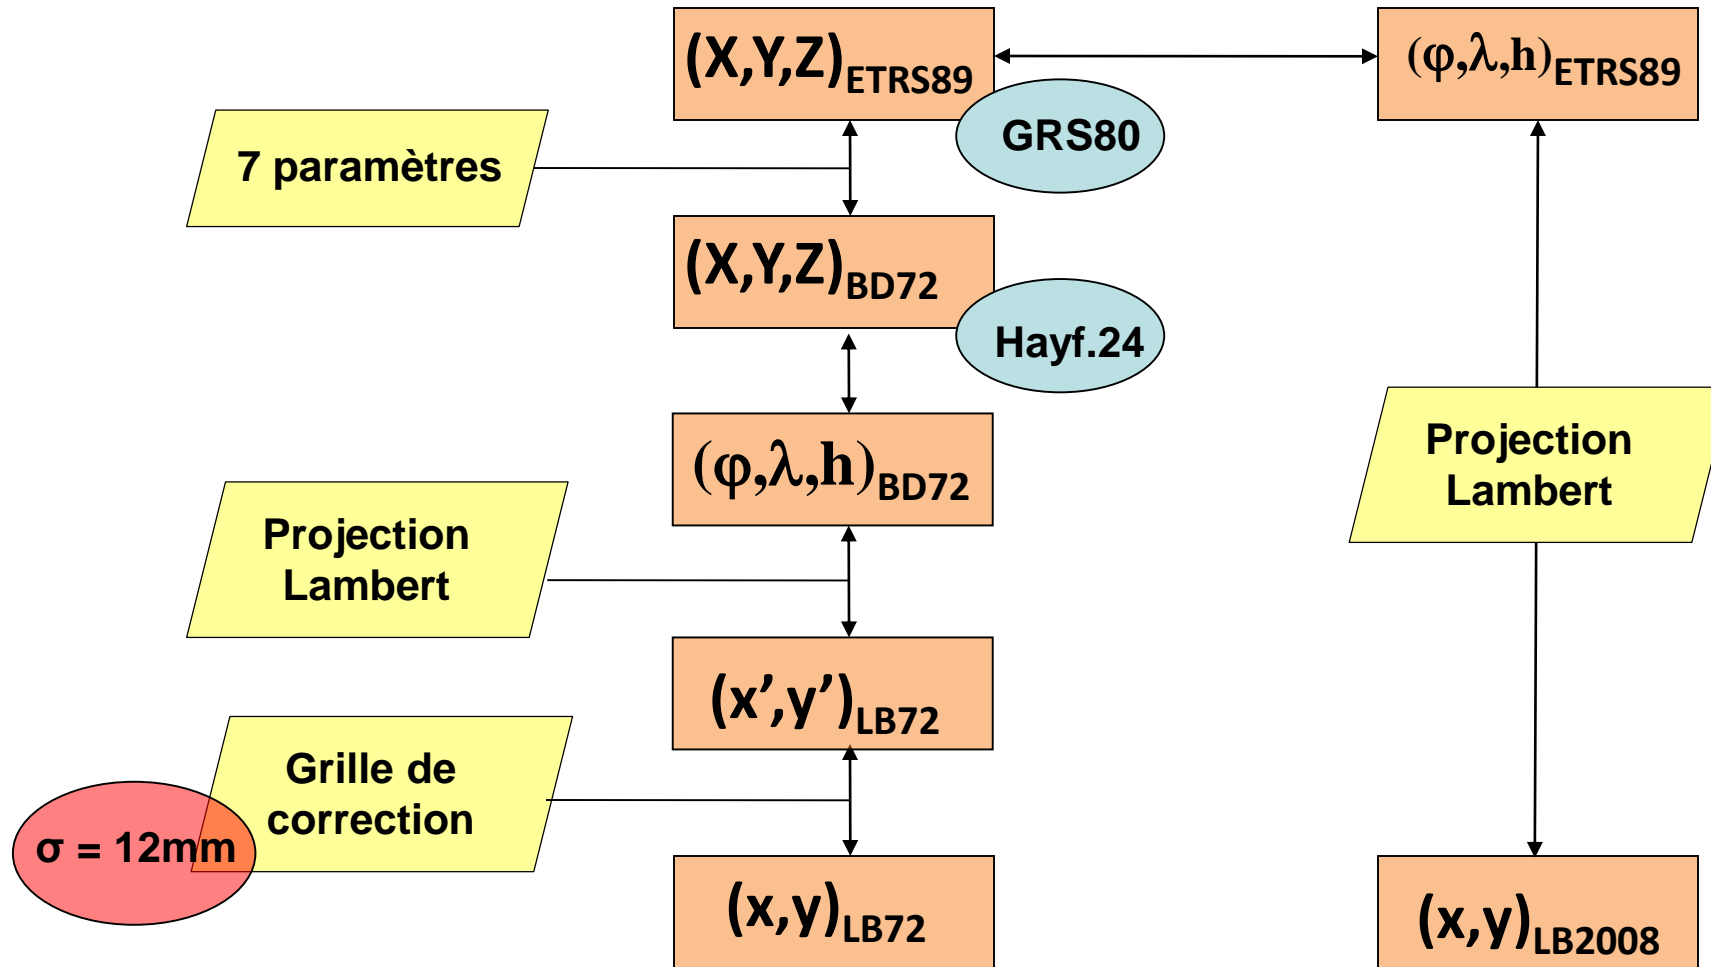 (X,Y,Z)ETRS89
(φ,λ,h)ETRS89
GRS80
7 paramètres
(X,Y,Z)BD72
Hayf.24
(φ,λ,h)BD72
Projection
Lambert
Projection
Lambert
(x’,y’)LB72
Grille de
correction
σ = 12mm
(x,y)LB72
(x,y)LB2008